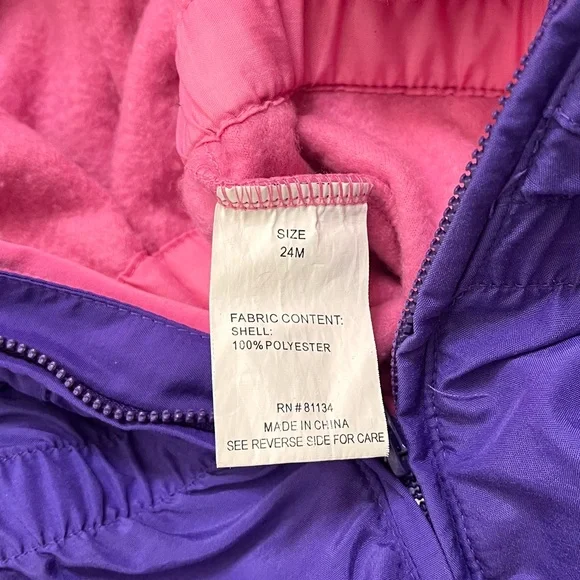 SIZE
24M
FABRIC CONTENT:
SHELL:
100% POLYESTER
RN # 81134
MADE IN CHINA
SEE REVERSE SIDE FOR CARE